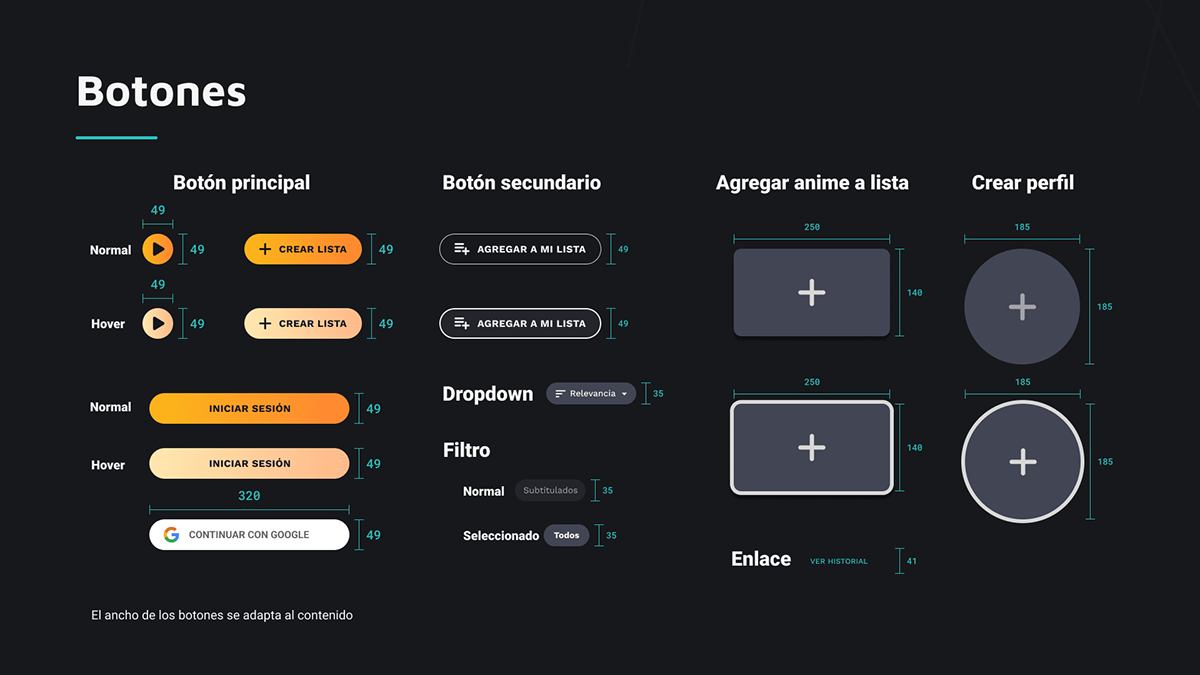 Botones
Botón principal
49
Normal
49
CREAR LISTA
49
49
Hover
49
CREAR LISTA
49
Normal
INICIAR SESIÓN
49
Hover
INICIAR SESIÓN
49
320
CONTINUAR CON GOOGLE
49
El ancho de los botones se adapta al contenido
Botón secundario
AGREGAR A MI LISTA
49
AGREGAR A MI LISTA
49
Dropdown
Relevancia
35
Filtro
Normal
Subtitulados
35
Seleccionado
Todos
35
Agregar anime a lista
250
140
250
140
Enlace
VER HISTORIAL
41
Crear perfil
185
185
185
185